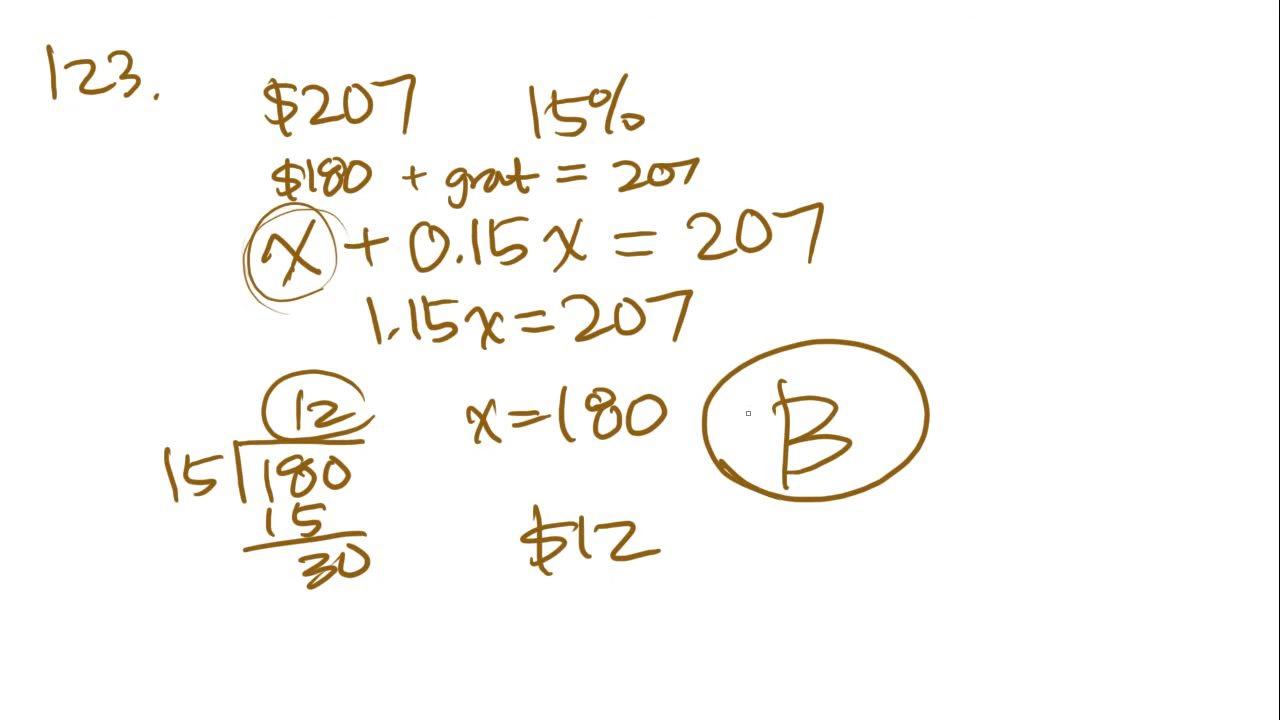 123.
$207 15%
$180 + grat = 207
x + 0.15x = 207
1.15x = 207
12
x = 180
B
15 180
15
$12
30